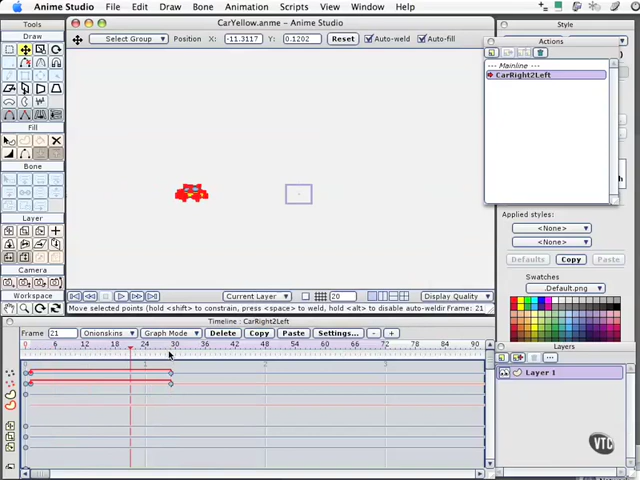 Anime Studio File Edit Draw Bone Animation Scripts View Window Help
CarYellow.anme - Anime Studio
Tools
Draw
Fill
Bone
Layer
Camera
Workspace
Select Group Position X: -11.3117 Y: 0.1202 Reset Auto-weld Auto-fill
Style
Actions
--- Mainline ---
CarRight2Left
Applied styles:
<None>
<None>
Defaults Copy Paste
Swatches
.Default.png
Current Layer 20 Display Quality
Move selected points (hold <shift> to constrain, press <space> to weld, hold <alt> to disable auto-weldir Frame: 21
Timeline : CarRight2Left
Frame 21 Onionskins Graph Mode Delete Copy Paste Settings... - +
0 6 12 18 24 30 36 42 48 54 60 66 72 78 84 90
0 1 2 3
Layers
Layer 1
VTC